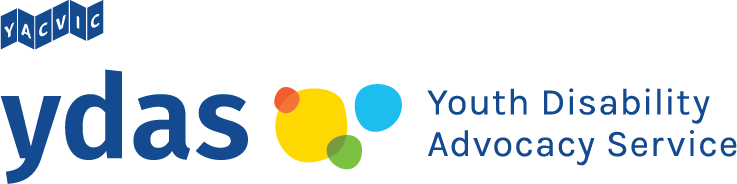 YACVIC
ydas
Youth Disability
Advocacy Service